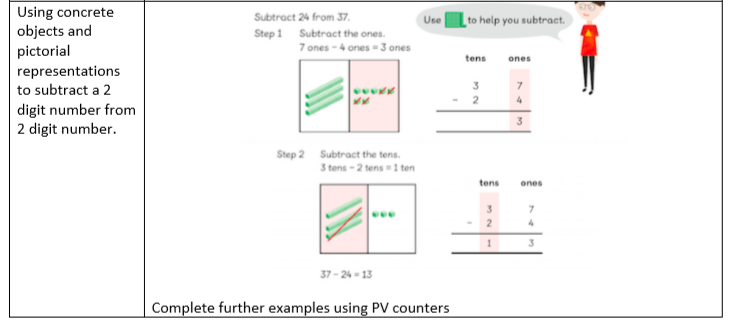 Using concrete
objects and
pictorial
representations
to subtract a 2
digit number from
2 digit number.
Subtract 24 from 37.
Step 1 Subtract the ones.
7 ones – 4 ones = 3 ones
Use to help you subtract.
tens ones
3 7
– 2 4
3
Step 2 Subtract the tens.
3 tens – 2 tens = 1 ten
tens ones
3 7
– 2 4
1 3
37 – 24 = 13
Complete further examples using PV counters